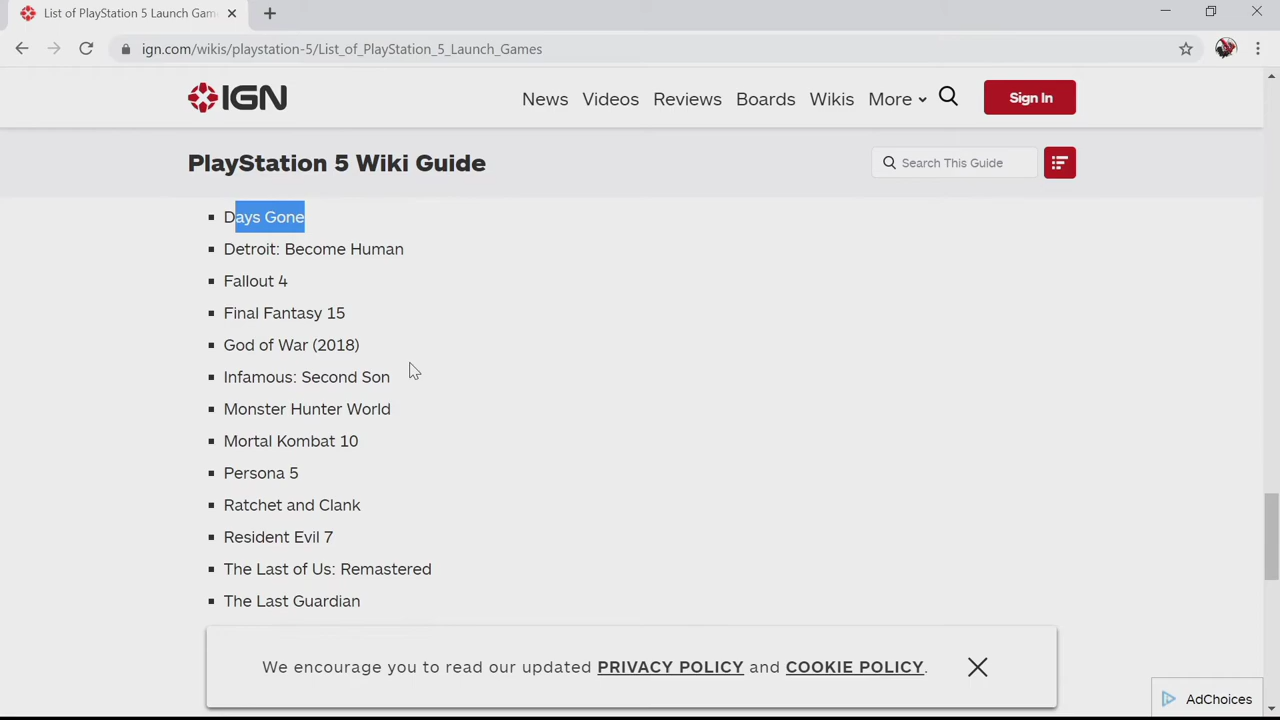 List of PlayStation 5 Launch Gam
ign.com/wikis/playstation-5/List_of_PlayStation_5_Launch_Games
IGN
News Videos Reviews Boards Wikis More Sign In
PlayStation 5 Wiki Guide
Search This Guide
Days Gone
Detroit: Become Human
Fallout 4
Final Fantasy 15
God of War (2018)
Infamous: Second Son
Monster Hunter World
Mortal Kombat 10
Persona 5
Ratchet and Clank
Resident Evil 7
The Last of Us: Remastered
The Last Guardian
We encourage you to read our updated PRIVACY POLICY and COOKIE POLICY.
AdChoices